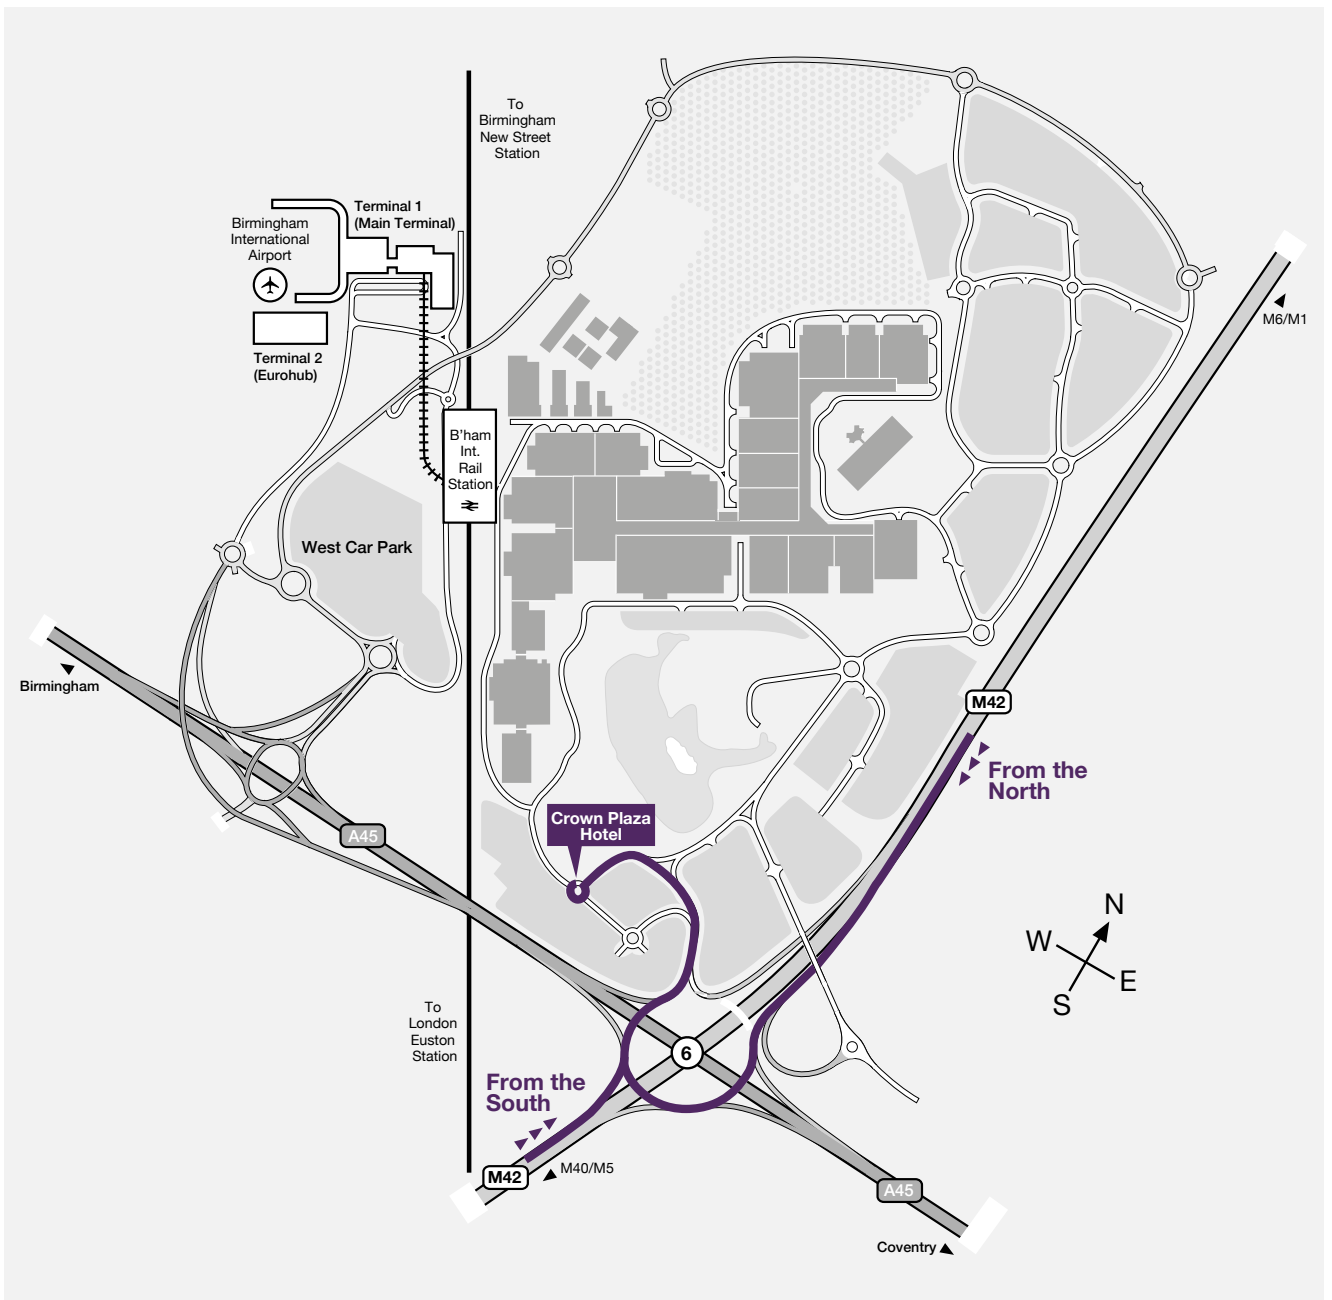 To
Birmingham
New Street
Station
Terminal 1
(Main Terminal)
Birmingham
International
Airport
Terminal 2
(Eurohub)
M6/M1
B'ham
Int.
Rail
Station
West Car Park
Birmingham
M42
From the
North
Crown Plaza
Hotel
A45
N
W
E
S
To
London
Euston
Station
6
From the
South
M42
M40/M5
A45
Coventry